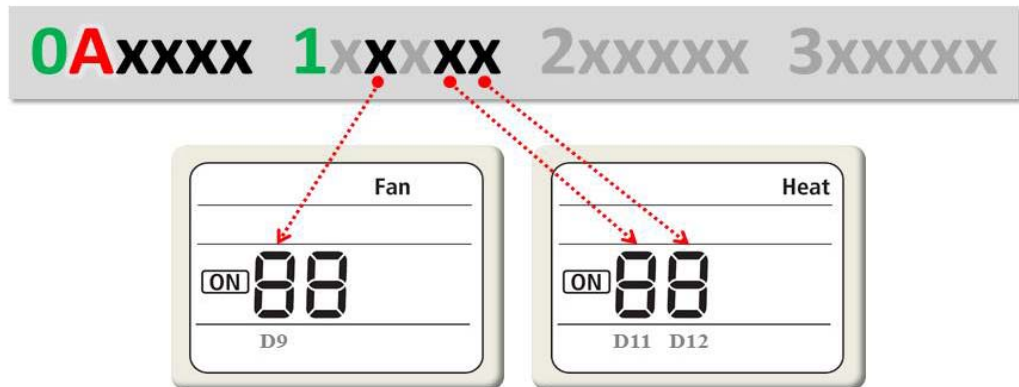 0Axxxx 1xxxxx 2xxxxx 3xxxxx
Fan
ON 88
D9
Heat
ON 88
D11 D12